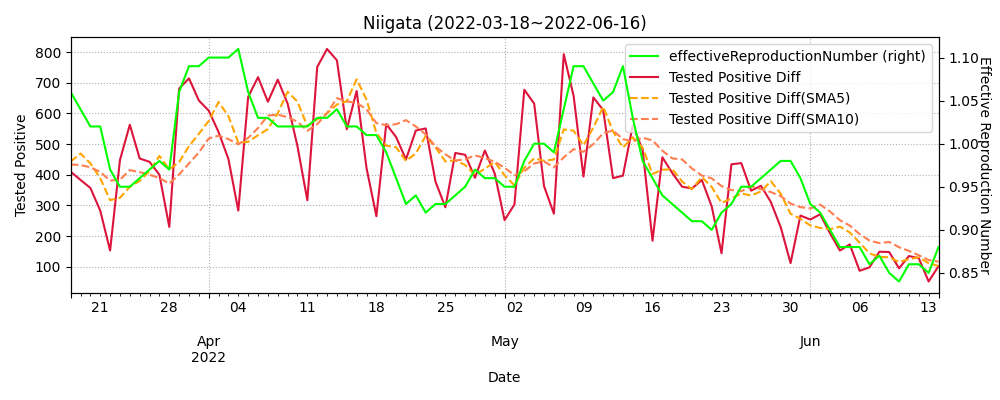 Niigata (2022-03-18~2022-06-16)
effectiveReproductionNumber (right)
Tested Positive Diff
Tested Positive Diff(SMA5)
Tested Positive Diff(SMA10)
Tested Positive
800
700
600
500
400
300
200
100
1.10
1.05
1.00
0.95
0.90
0.85
Effective Reproduction Number
21 28 04 11 18 25 02 09 16 23 30 06 13
Apr May Jun
2022
Date